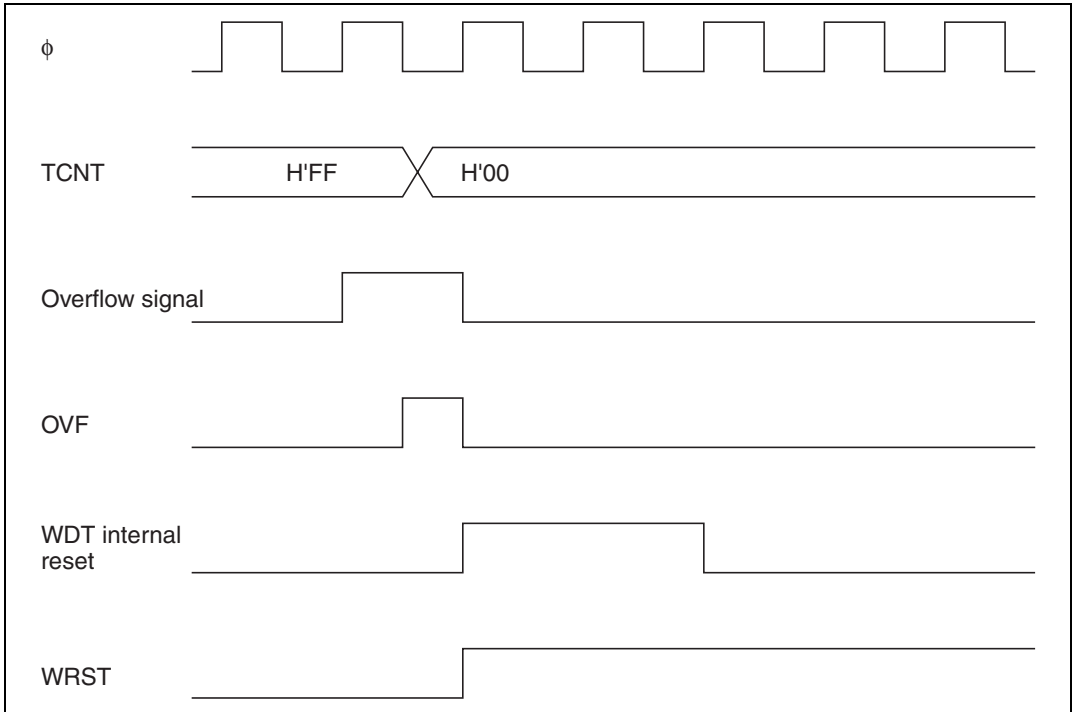 ϕ
TCNT
H'FF
H'00
Overflow signal
OVF
WDT internal
reset
WRST